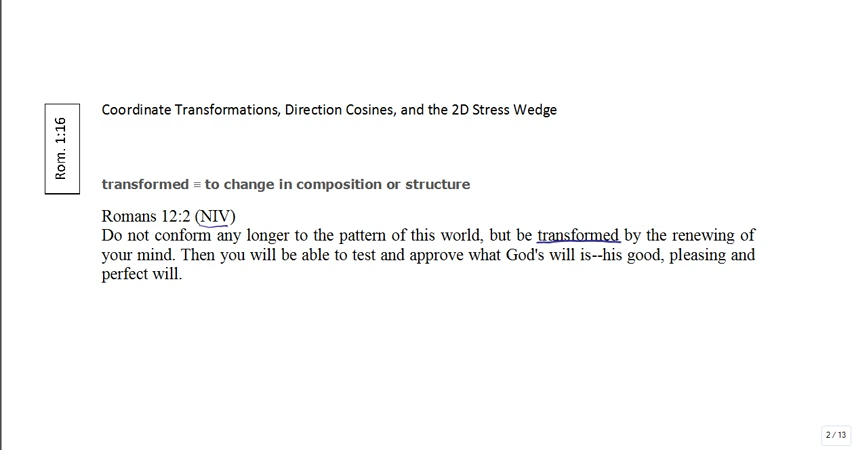 Coordinate Transformations, Direction Cosines, and the 2D Stress Wedge
Rom. 1:16
transformed ≡ to change in composition or structure
Romans 12:2 (NIV)
Do not conform any longer to the pattern of this world, but be transformed by the renewing of
your mind. Then you will be able to test and approve what God's will is--his good, pleasing and
perfect will.
2 / 13